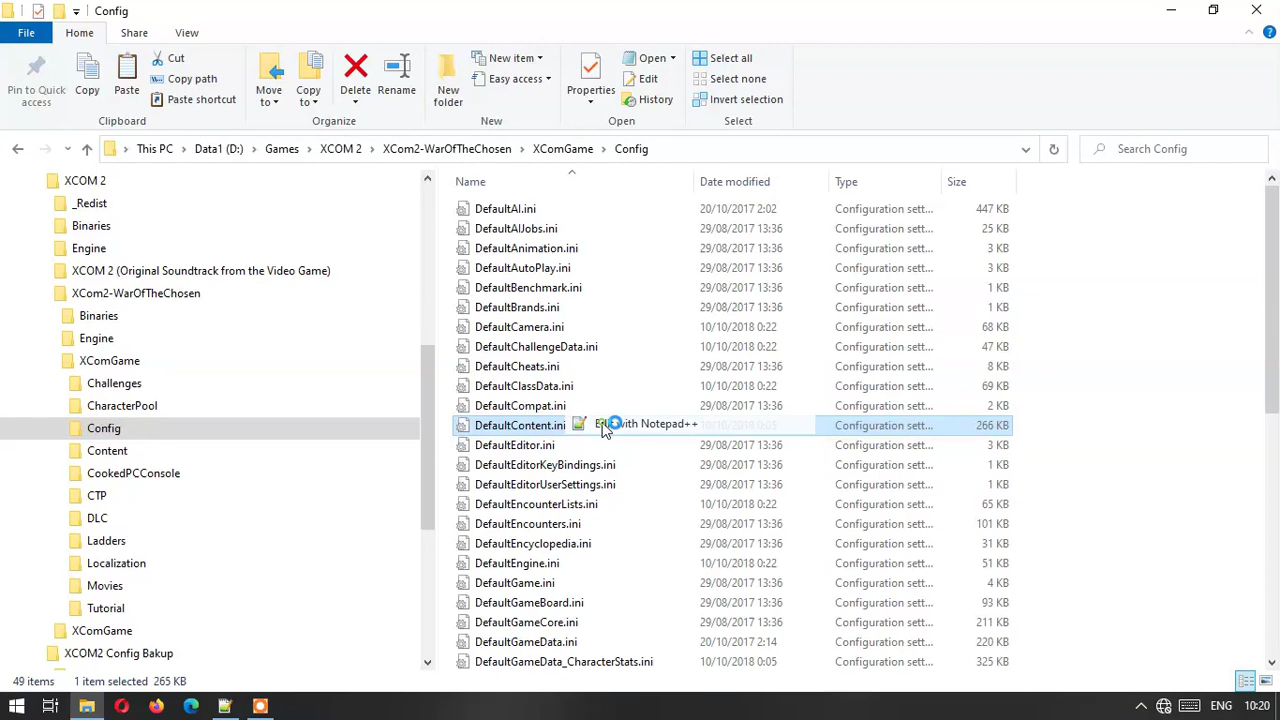 Config
File Home Share View
Pin to Quick access
Copy
Paste
Cut
Copy path
Paste shortcut
Clipboard
Move to
Copy to
Delete
Rename
Organize
New folder
New item
Easy access
New
Properties
Open
Edit
History
Open
Select all
Select none
Invert selection
Select
This PC Data1 (D:) Games XCOM 2 XCom2-WarOfTheChosen XComGame Config
Search Config
XCOM 2
_Redist
Binaries
Engine
XCOM 2 (Original Soundtrack from the Video Game)
XCom2-WarOfTheChosen
Binaries
Engine
XComGame
Challenges
CharacterPool
Config
Content
CookedPCConsole
CTP
DLC
Ladders
Localization
Movies
Tutorial
XComGame
XCOM2 Config Bakup
Name Date modified Type Size
DefaultAI.ini 20/10/2017 2:02 Configuration sett... 447 KB
DefaultAIJobs.ini 29/08/2017 13:36 Configuration sett... 25 KB
DefaultAnimation.ini 29/08/2017 13:36 Configuration sett... 3 KB
DefaultAutoPlay.ini 29/08/2017 13:36 Configuration sett... 3 KB
DefaultBenchmark.ini 29/08/2017 13:36 Configuration sett... 1 KB
DefaultBrands.ini 29/08/2017 13:36 Configuration sett... 1 KB
DefaultCamera.ini 10/10/2018 0:22 Configuration sett... 68 KB
DefaultChallengeData.ini 10/10/2018 0:22 Configuration sett... 47 KB
DefaultCheats.ini 29/08/2017 13:36 Configuration sett... 8 KB
DefaultClassData.ini 10/10/2018 0:22 Configuration sett... 69 KB
DefaultCompat.ini 29/08/2017 13:36 Configuration sett... 2 KB
DefaultContent.ini with Notepad++ 10/10/2018 0:05 Configuration sett... 266 KB
DefaultEditor.ini 29/08/2017 13:36 Configuration sett... 3 KB
DefaultEditorKeyBindings.ini 29/08/2017 13:36 Configuration sett... 1 KB
DefaultEditorUserSettings.ini 29/08/2017 13:36 Configuration sett... 1 KB
DefaultEncounterLists.ini 10/10/2018 0:22 Configuration sett... 65 KB
DefaultEncounters.ini 29/08/2017 13:36 Configuration sett... 101 KB
DefaultEncyclopedia.ini 29/08/2017 13:36 Configuration sett... 31 KB
DefaultEngine.ini 10/10/2018 0:22 Configuration sett... 51 KB
DefaultGame.ini 29/08/2017 13:36 Configuration sett... 4 KB
DefaultGameBoard.ini 29/08/2017 13:36 Configuration sett... 93 KB
DefaultGameCore.ini 29/08/2017 13:36 Configuration sett... 211 KB
DefaultGameData.ini 20/10/2017 2:14 Configuration sett... 220 KB
DefaultGameData_CharacterStats.ini 10/10/2018 0:05 Configuration sett... 325 KB
49 items 1 item selected 265 KB
ENG 10:20